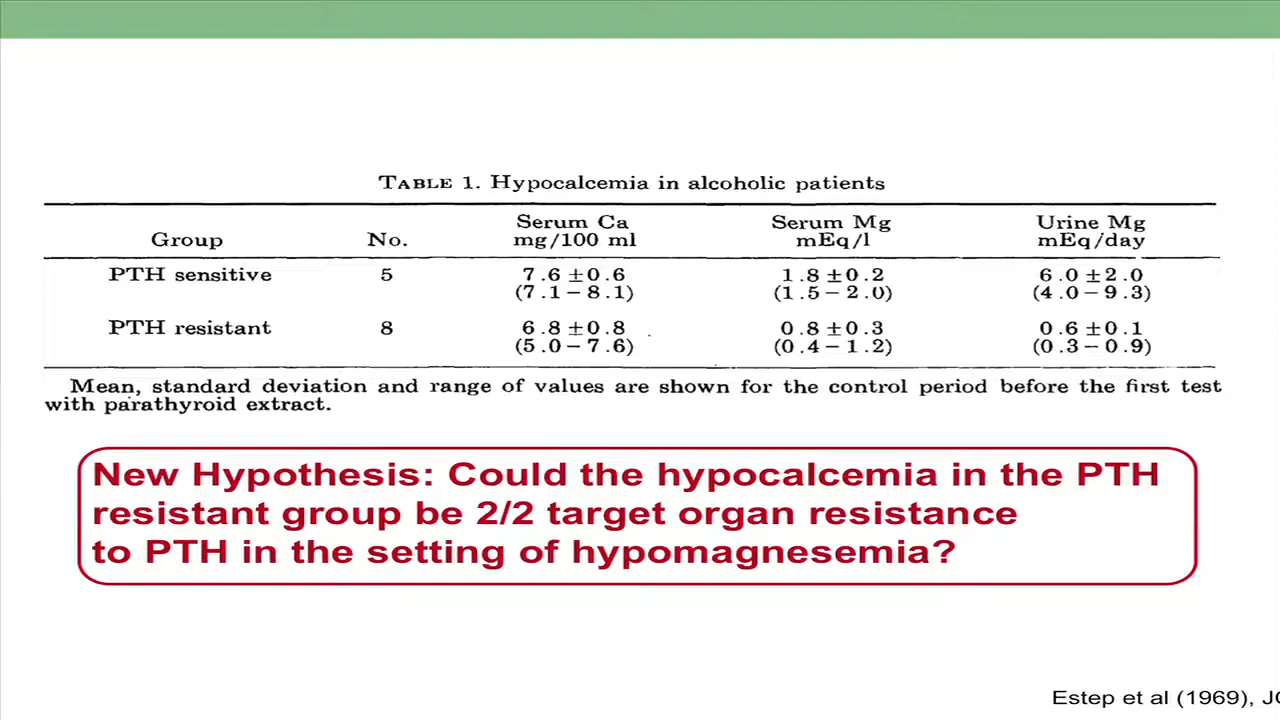 TABLE 1. Hypocalcemia in alcoholic patients
Group No. Serum Ca mg/100 ml Serum Mg mEq/l Urine Mg mEq/day
PTH sensitive 5 7.6 ±0.6 1.8 ±0.2 6.0 ±2.0
(7.1–8.1) (1.5–2.0) (4.0–9.3)
PTH resistant 8 6.8 ±0.8 0.8 ±0.3 0.6 ±0.1
(5.0–7.6) (0.4–1.2) (0.3–0.9)
Mean, standard deviation and range of values are shown for the control period before the first test
with parathyroid extract.
New Hypothesis: Could the hypocalcemia in the PTH
resistant group be 2/2 target organ resistance
to PTH in the setting of hypomagnesemia?
Estep et al (1969),